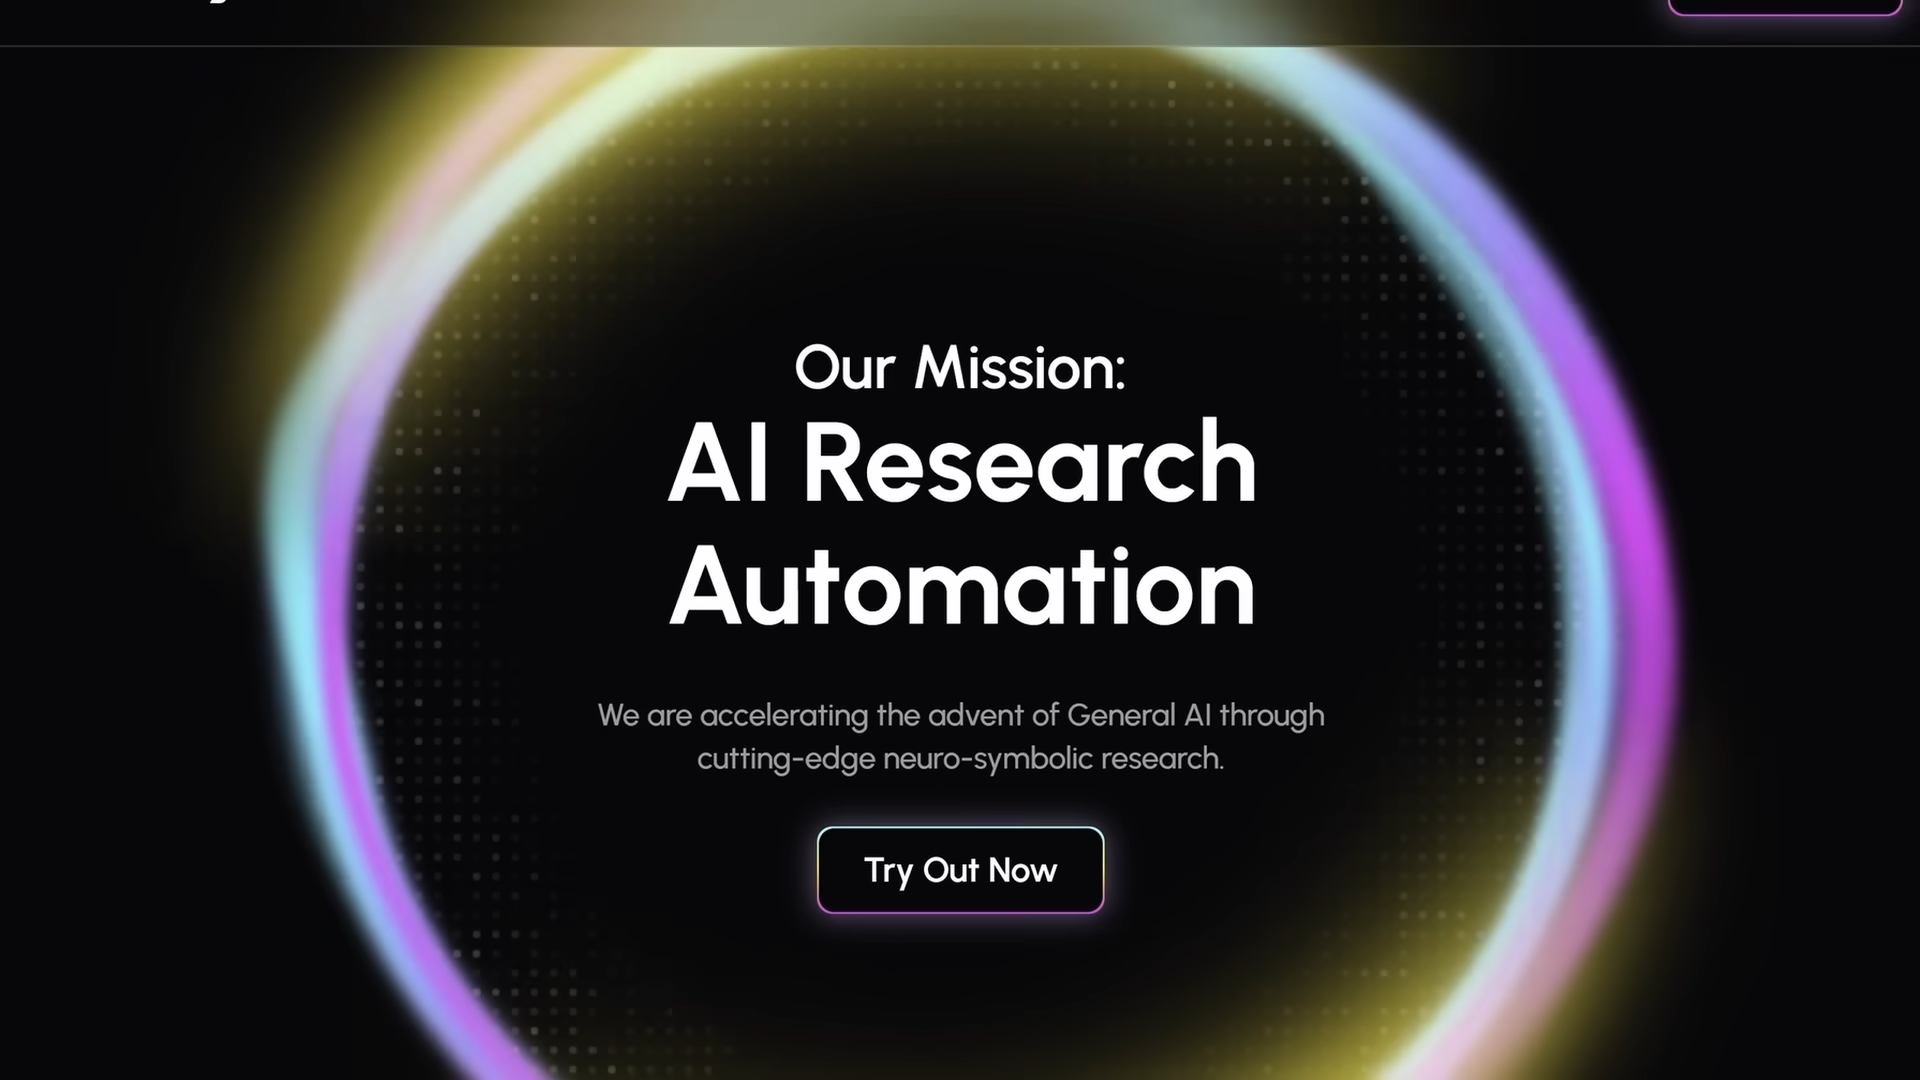 Our Mission:
AI Research
Automation
We are accelerating the advent of General AI through
cutting-edge neuro-symbolic research.
Try Out Now